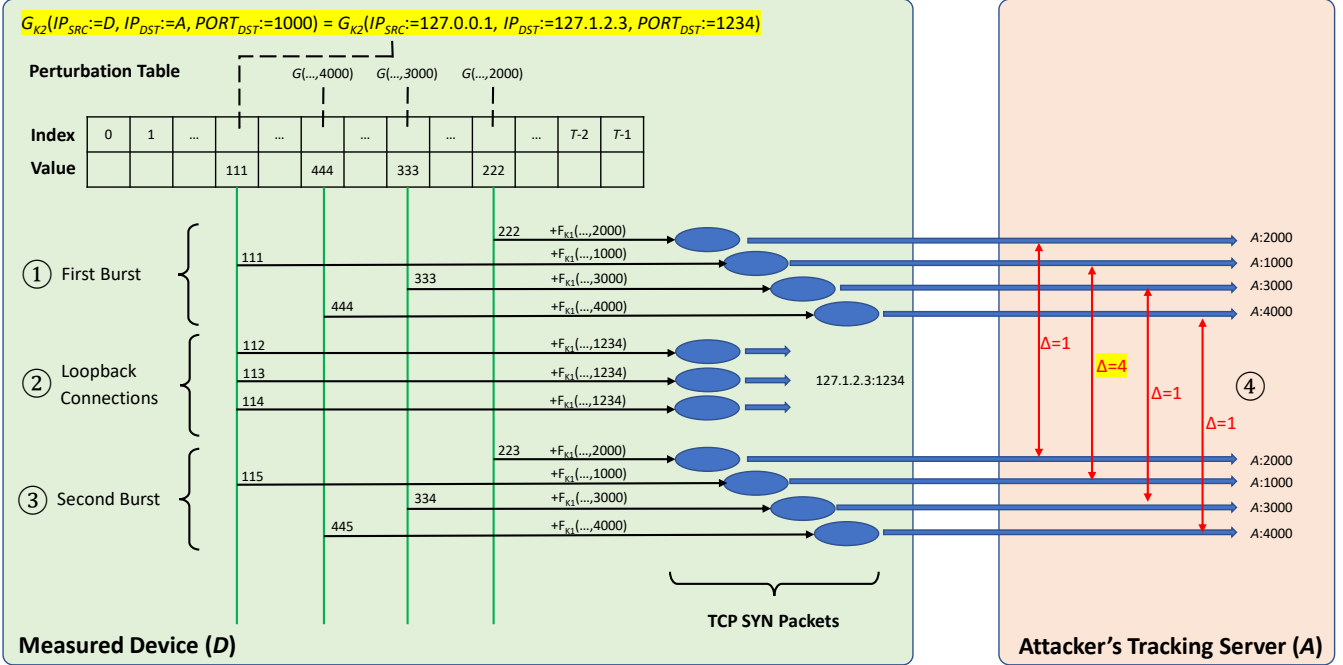 G_K2(IP_SRC:=D, IP_DST:=A, PORT_DST:=1000) = G_K2(IP_SRC:=127.0.0.1, IP_DST:=127.1.2.3, PORT_DST:=1234)
Perturbation Table
G(...,4000) G(...,3000) G(...,2000)
Index 0 1 ... ... ... ... ... T-2 T-1
Value 111 444 333 222
222 +F_K1(...,2000) A:2000
111 +F_K1(...,1000) A:1000
① First Burst
333 +F_K1(...,3000) A:3000
444 +F_K1(...,4000) A:4000
② Loopback
Connections
112 +F_K1(...,1234)
113 +F_K1(...,1234)
114 +F_K1(...,1234)
127.1.2.3:1234
Δ=1
Δ=4
Δ=1
Δ=1
④
223 +F_K1(...,2000) A:2000
115 +F_K1(...,1000) A:1000
③ Second Burst
334 +F_K1(...,3000) A:3000
445 +F_K1(...,4000) A:4000
TCP SYN Packets
Measured Device (D)
Attacker's Tracking Server (A)